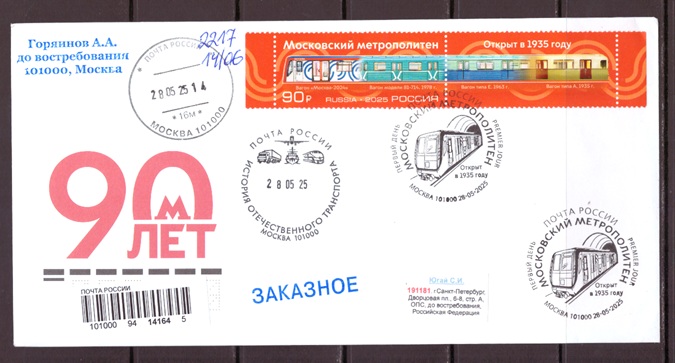 Горяинов А.А.
до востребования
101000, Москва
ПОЧТА РОССИИ
28 05 25 14
* 16м *
МОСКВА 101000
2217
14/06
Московский метрополитен
Открыт в 1935 году
90₽
RUSSIA - 2025 РОССИЯ
90
М
ЛЕТ
ПОЧТА РОССИИ
28 05 25
ИСТОРИЯ ОТЕЧЕСТВЕННОГО ТРАНСПОРТА
МОСКВА 101000
ПОЧТА РОССИИ
МОСКОВСКИЙ МЕТРОПОЛИТЕН
ПЕРВЫЙ ДЕНЬ
PREMIER JOUR
Открыт
в 1935 году
МОСКВА 101000 28-05-2025
ПОЧТА РОССИИ
МОСКОВСКИЙ МЕТРОПОЛИТЕН
ПЕРВЫЙ ДЕНЬ
PREMIER JOUR
Открыт
в 1935 году
МОСКВА 101000 28-05-2025
ПОЧТА РОССИИ
101000 94 14164 5
ЗАКАЗНОЕ
Юган С.И.
191181 г.Санкт-Петербург,
Дворцовая пл., 6-8, стр. А,
ОПС, до востребования,
Российская Федерация